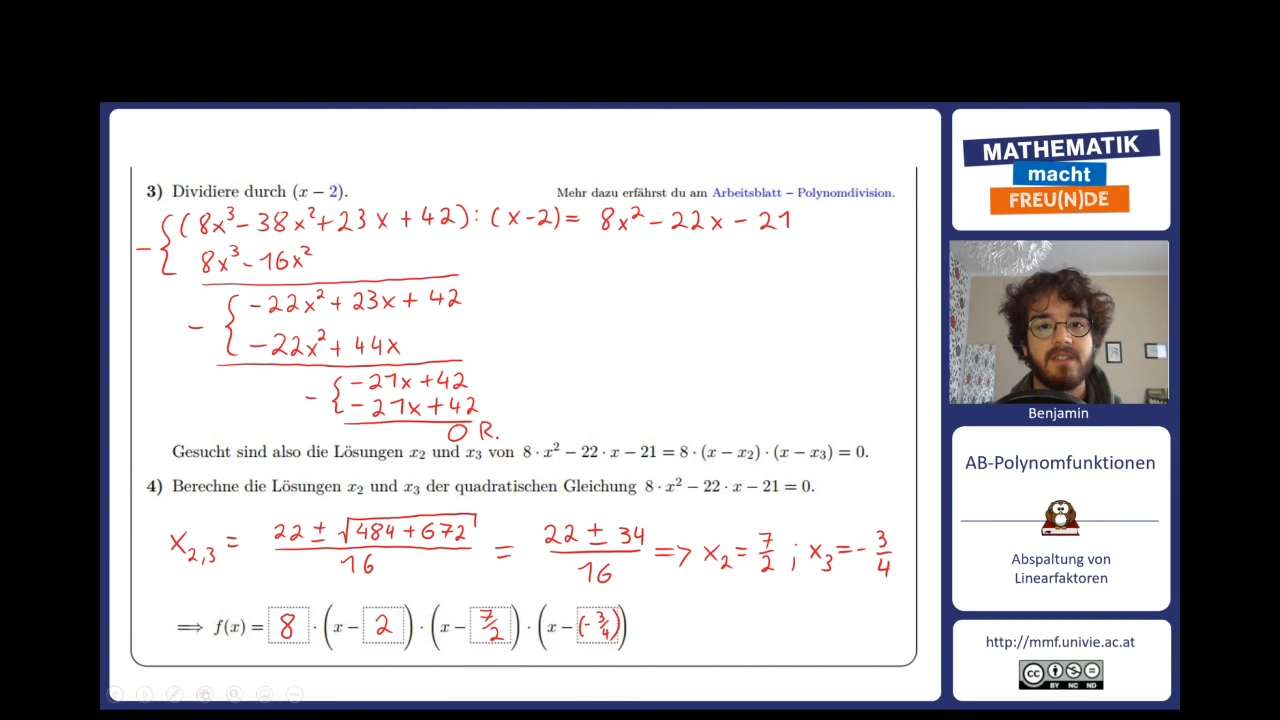 3) Dividiere durch (x − 2). Mehr dazu erfährst du am Arbeitsblatt – Polynomdivision.
− { (8x³ − 38x² + 23x + 42) : (x − 2) = 8x² − 22x − 21
8x³ − 16x²
− { −22x² + 23x + 42
−22x² + 44x
− { −21x + 42
−21x + 42
0 R.
Gesucht sind also die Lösungen x₂ und x₃ von 8 · x² − 22 · x − 21 = 8 · (x − x₂) · (x − x₃) = 0.
4) Berechne die Lösungen x₂ und x₃ der quadratischen Gleichung 8 · x² − 22 · x − 21 = 0.
x₂,₃ = (22 ± √(484 + 672)) / 16 = (22 ± 34) / 16 ⇒ x₂ = 7/2 ; x₃ = − 3/4
⟹ f(x) = 8 · (x − 2) · (x − 7/2) · (x − (−3/4))
MATHEMATIK
macht
FREU(N)DE
Benjamin
AB-Polynomfunktionen
Abspaltung von
Linearfaktoren
http://mmf.univie.ac.at
CC BY NC ND